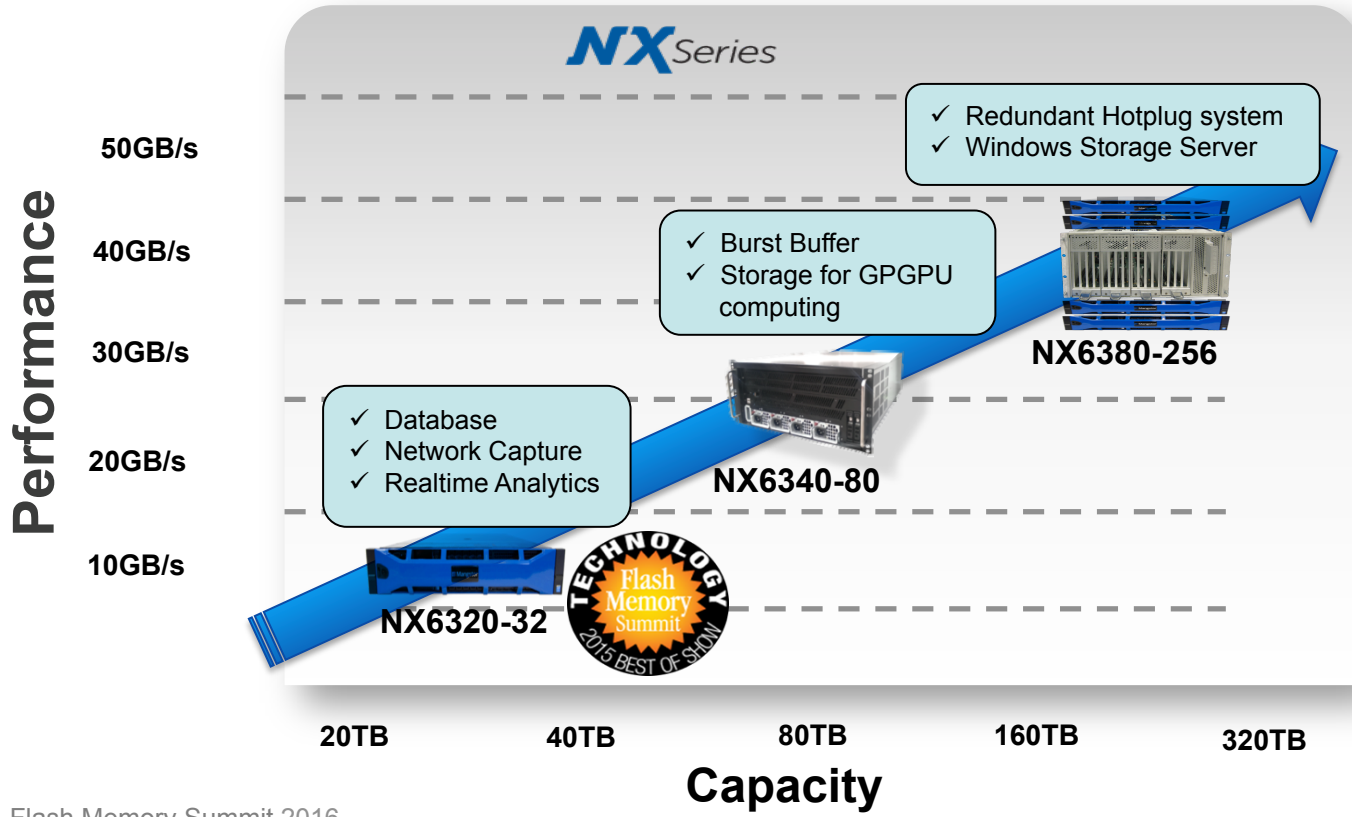 NX Series
50GB/s
40GB/s
30GB/s
20GB/s
10GB/s
Performance
✓ Redundant Hotplug system
✓ Windows Storage Server
✓ Burst Buffer
✓ Storage for GPGPU
computing
✓ Database
✓ Network Capture
✓ Realtime Analytics
NX6380-256
NX6340-80
NX6320-32
TECHNOLOGY
Flash
Memory
Summit
2015 BEST OF SHOW
20TB
40TB
80TB
160TB
320TB
Capacity
Flash Memory Summit 2016